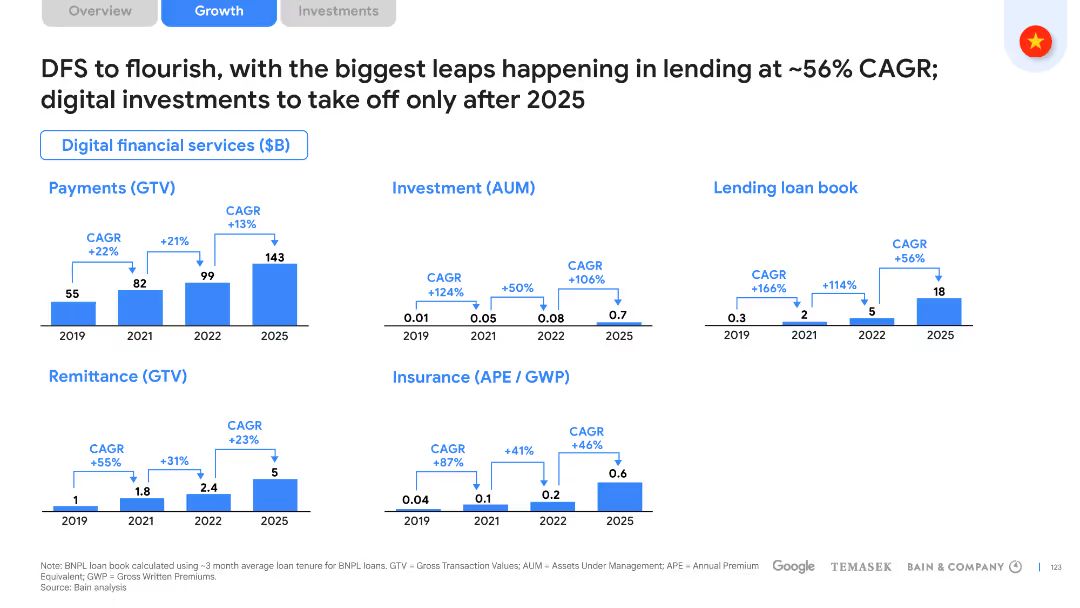 Overview
Growth
Investments
DFS to flourish, with the biggest leaps happening in lending at ~56% CAGR;
digital investments to take off only after 2025
Digital financial services ($B)
Payments (GTV)
CAGR
+22%
+21%
CAGR
+13%
55
82
99
143
2019
2021
2022
2025
Investment (AUM)
CAGR
+124%
+50%
CAGR
+106%
0.01
0.05
0.08
0.7
2019
2021
2022
2025
Lending loan book
CAGR
+166%
+114%
CAGR
+56%
0.3
2
5
18
2019
2021
2022
2025
Remittance (GTV)
CAGR
+55%
+31%
CAGR
+23%
1
1.8
2.4
5
2019
2021
2022
2025
Insurance (APE / GWP)
CAGR
+87%
+41%
CAGR
+46%
0.04
0.1
0.2
0.6
2019
2021
2022
2025
Note: BNPL loan book calculated using ~3 month average loan tenure for BNPL loans. GTV = Gross Transaction Values; AUM = Assets Under Management; APE = Annual Premium
Equivalent; GWP = Gross Written Premiums.
Source: Bain analysis
Google TEMASEK BAIN & COMPANY | 123